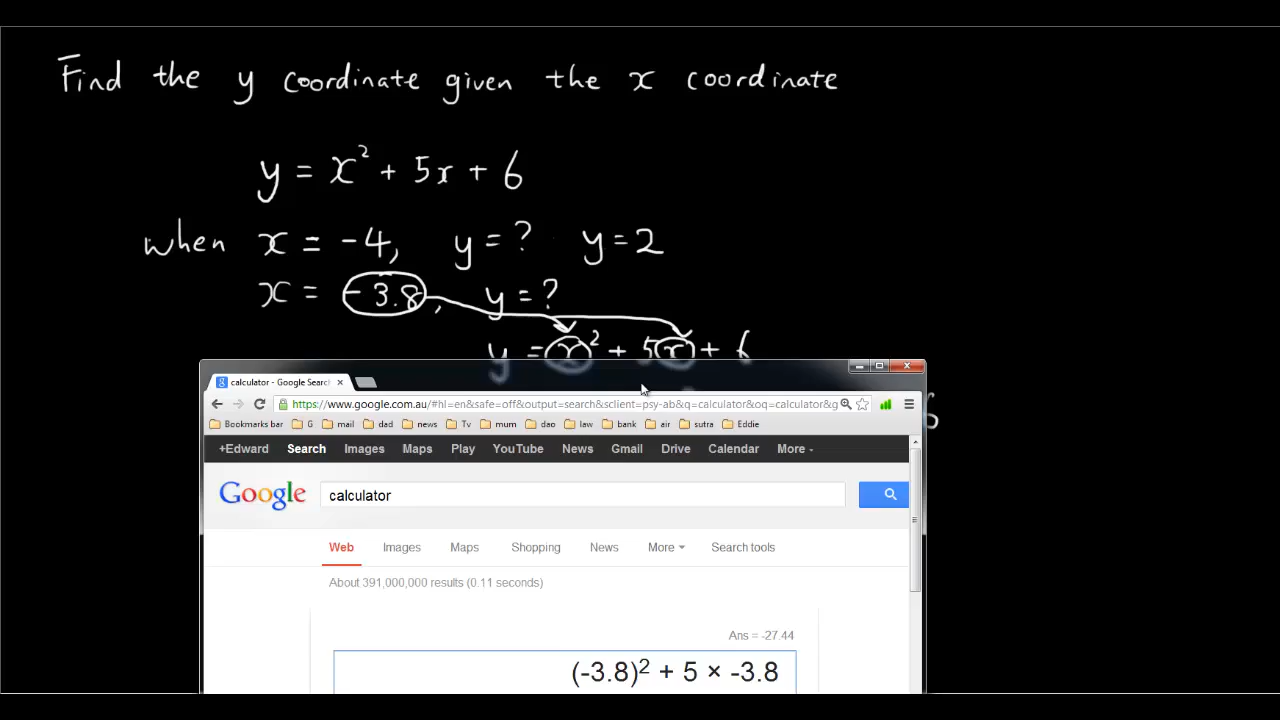 Find the y coordinate given the x coordinate
y = x² + 5x + 6
when x = -4, y = ? y = 2
x = -3.8, y = ?
y = x² + 5x + 6
6
calculator - Google Search
https://www.google.com.au/#hl=en&safe=off&output=search&sclient=psy-ab&q=calculator&oq=calculator&g
Bookmarks bar G mail dad news Tv mum dao law bank air sutra Eddie
+Edward Search Images Maps Play YouTube News Gmail Drive Calendar More
Google calculator
Web Images Maps Shopping News More Search tools
About 391,000,000 results (0.11 seconds)
Ans = -27.44
(-3.8)² + 5 × -3.8